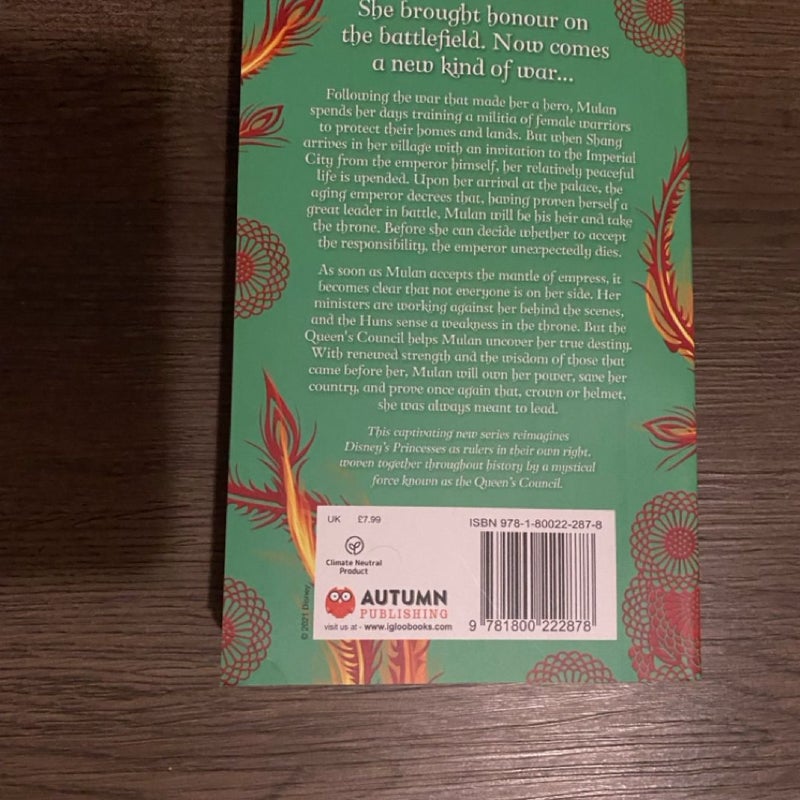 She brought honour on
the battlefield. Now comes
a new kind of war...
Following the war that made her a hero, Mulan
spends her days training a militia of female warriors
to protect their homes and lands. But when Shang
arrives in her village with an invitation to the Imperial
City from the emperor himself, her relatively peaceful
life is upended. Upon her arrival at the palace, the
aging emperor decrees that, having proven herself a
great leader in battle, Mulan will be his heir and take
the throne. Before she can decide whether to accept
the responsibility, the emperor unexpectedly dies.
As soon as Mulan accepts the mantle of empress, it
becomes clear that not everyone is on her side. Her
ministers are working against her behind the scenes,
and the Huns sense a weakness in the throne. But the
Queen's Council helps Mulan uncover her true destiny.
With renewed strength and the wisdom of those that
came before her, Mulan will own her power, save her
country, and prove once again that, crown or helmet,
she was always meant to lead.
This captivating new series reimagines
Disney's Princesses as rulers in their own right,
woven together throughout history by a mystical
force known as the Queen's Council.
UK £7.99
ISBN 978-1-80022-287-8
Climate Neutral
Product
AUTUMN
PUBLISHING
visit us at - www.igloobooks.com
9 781800 222878
© 2021 Disney